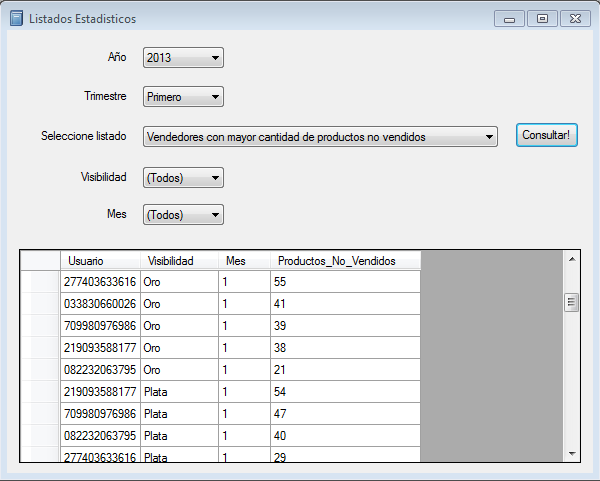 Listados Estadisticos
Año 2013
Trimestre Primero
Seleccione listado Vendedores con mayor cantidad de productos no vendidos Consultar!
Visibilidad (Todos)
Mes (Todos)
Usuario Visibilidad Mes Productos_No_Vendidos
277403633616 Oro 1 55
033830660026 Oro 1 41
709980976986 Oro 1 39
219093588177 Oro 1 38
082232063795 Oro 1 21
219093588177 Plata 1 54
709980976986 Plata 1 47
082232063795 Plata 1 40
277403633616 Plata 1 29